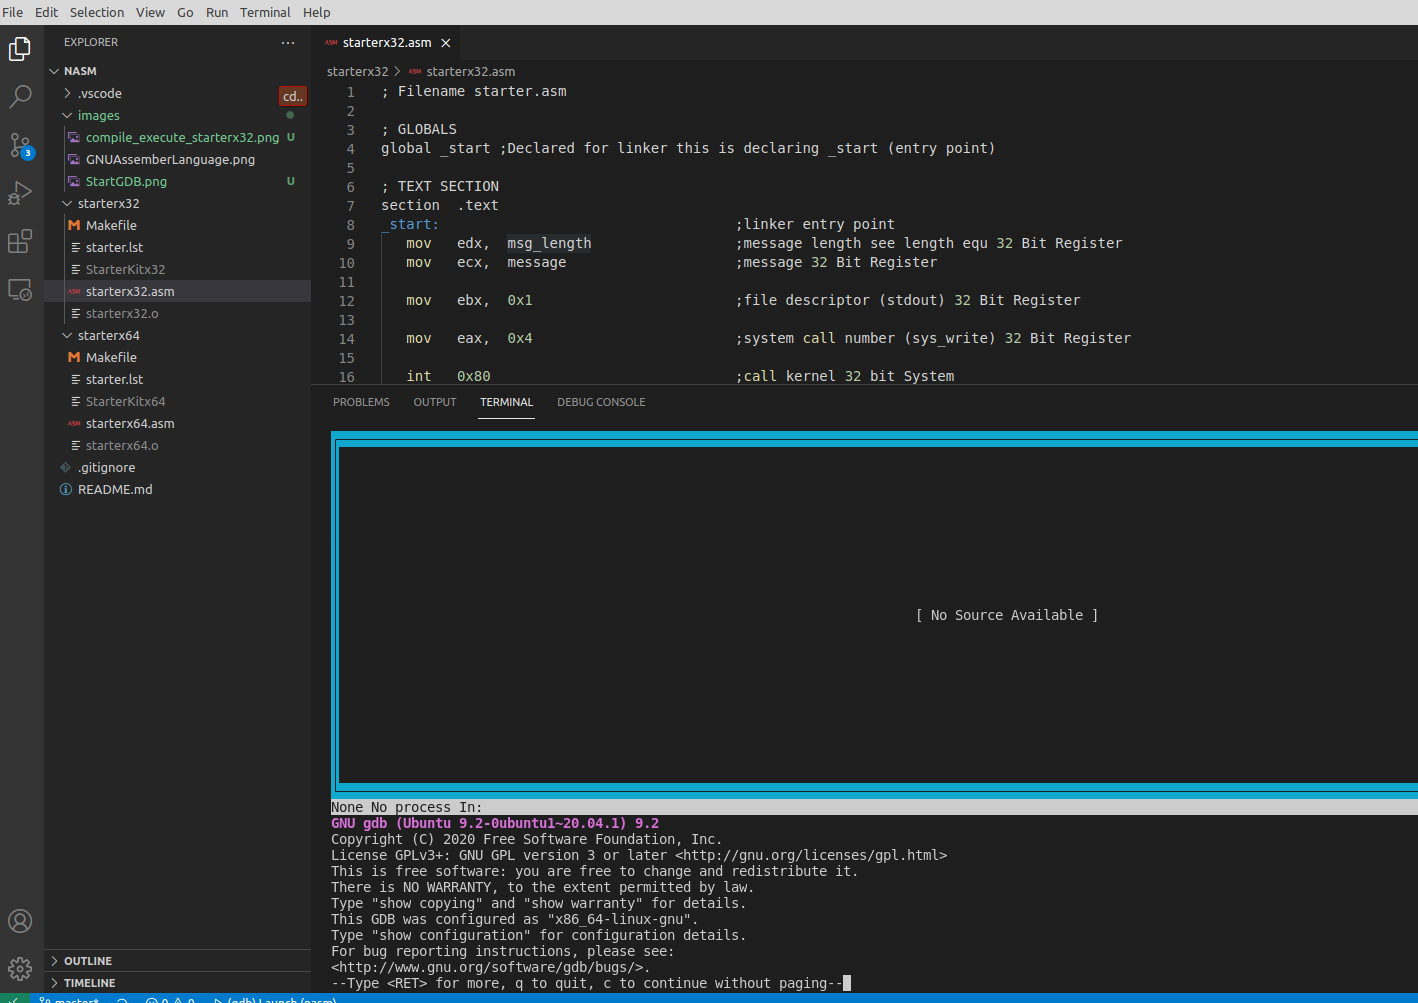 File Edit Selection View Go Run Terminal Help
EXPLORER
NASM
.vscode
cd..
images
compile_execute_starterx32.png U
GNUAssemberLanguage.png
StartGDB.png U
starterx32
Makefile
starter.lst
StarterKitx32
ASM starterx32.asm
starterx32.o
starterx64
Makefile
starter.lst
StarterKitx64
ASM starterx64.asm
starterx64.o
.gitignore
README.md
OUTLINE
TIMELINE
3
ASM starterx32.asm
starterx32 > ASM starterx32.asm
1 ; Filename starter.asm
2
3 ; GLOBALS
4 global _start ;Declared for linker this is declaring _start (entry point)
5
6 ; TEXT SECTION
7 section .text
8 _start: ;linker entry point
9 mov edx, msg_length ;message length see length equ 32 Bit Register
10 mov ecx, message ;message 32 Bit Register
11
12 mov ebx, 0x1 ;file descriptor (stdout) 32 Bit Register
13
14 mov eax, 0x4 ;system call number (sys_write) 32 Bit Register
15
16 int 0x80 ;call kernel 32 bit System
PROBLEMS OUTPUT TERMINAL DEBUG CONSOLE
[ No Source Available ]
None No process In:
GNU gdb (Ubuntu 9.2-0ubuntu1~20.04.1) 9.2
Copyright (C) 2020 Free Software Foundation, Inc.
License GPLv3+: GNU GPL version 3 or later <http://gnu.org/licenses/gpl.html>
This is free software: you are free to change and redistribute it.
There is NO WARRANTY, to the extent permitted by law.
Type "show copying" and "show warranty" for details.
This GDB was configured as "x86_64-linux-gnu".
Type "show configuration" for configuration details.
For bug reporting instructions, please see:
<http://www.gnu.org/software/gdb/bugs/>.
--Type <RET> for more, q to quit, c to continue without paging--
master* 0 0 (gdb) Launch (nasm)